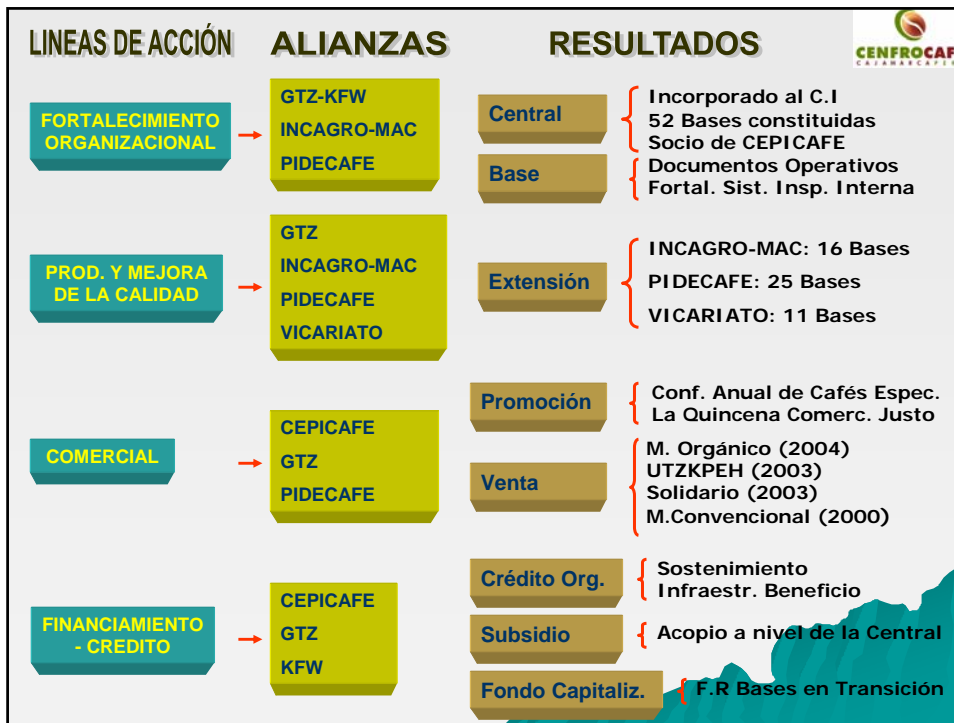 LINEAS DE ACCIÓN
ALIANZAS
RESULTADOS
CENFROCAF
CAJAMARCA PERU
FORTALECIMIENTO
ORGANIZACIONAL
GTZ-KFW
INCAGRO-MAC
PIDECAFE
Central
Incorporado al C.I
52 Bases constituidas
Socio de CEPICAFE
Base
Documentos Operativos
Fortal. Sist. Insp. Interna
PROD. Y MEJORA
DE LA CALIDAD
GTZ
INCAGRO-MAC
PIDECAFE
VICARIATO
Extensión
INCAGRO-MAC: 16 Bases
PIDECAFE: 25 Bases
VICARIATO: 11 Bases
COMERCIAL
CEPICAFE
GTZ
PIDECAFE
Promoción
Conf. Anual de Cafés Espec.
La Quincena Comerc. Justo
Venta
M. Orgánico (2004)
UTZKPEH (2003)
Solidario (2003)
M.Convencional (2000)
FINANCIAMIENTO
- CREDITO
CEPICAFE
GTZ
KFW
Crédito Org.
Sostenimiento
Infraestr. Beneficio
Subsidio
Acopio a nivel de la Central
Fondo Capitaliz.
F.R Bases en Transición